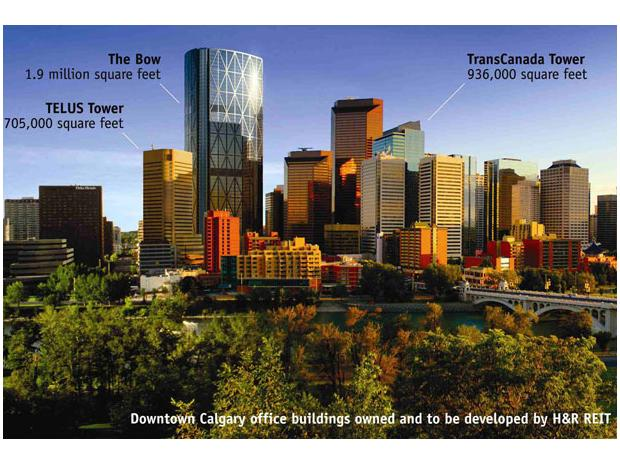 The Bow
1.9 million square feet
TransCanada Tower
936,000 square feet
TELUS Tower
705,000 square feet
Downtown Calgary office buildings owned and to be developed by H&R REIT